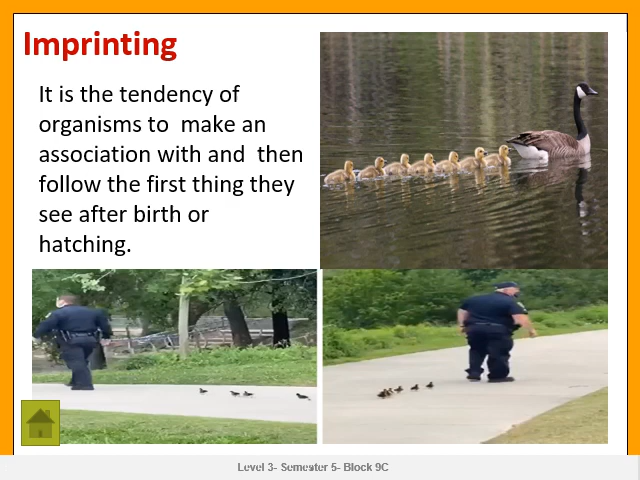 Imprinting
It is the tendency of
organisms to  make an
association with and  then
follow the first thing they
see after birth or
hatching.
Level 3- Semester 5- Block 9C